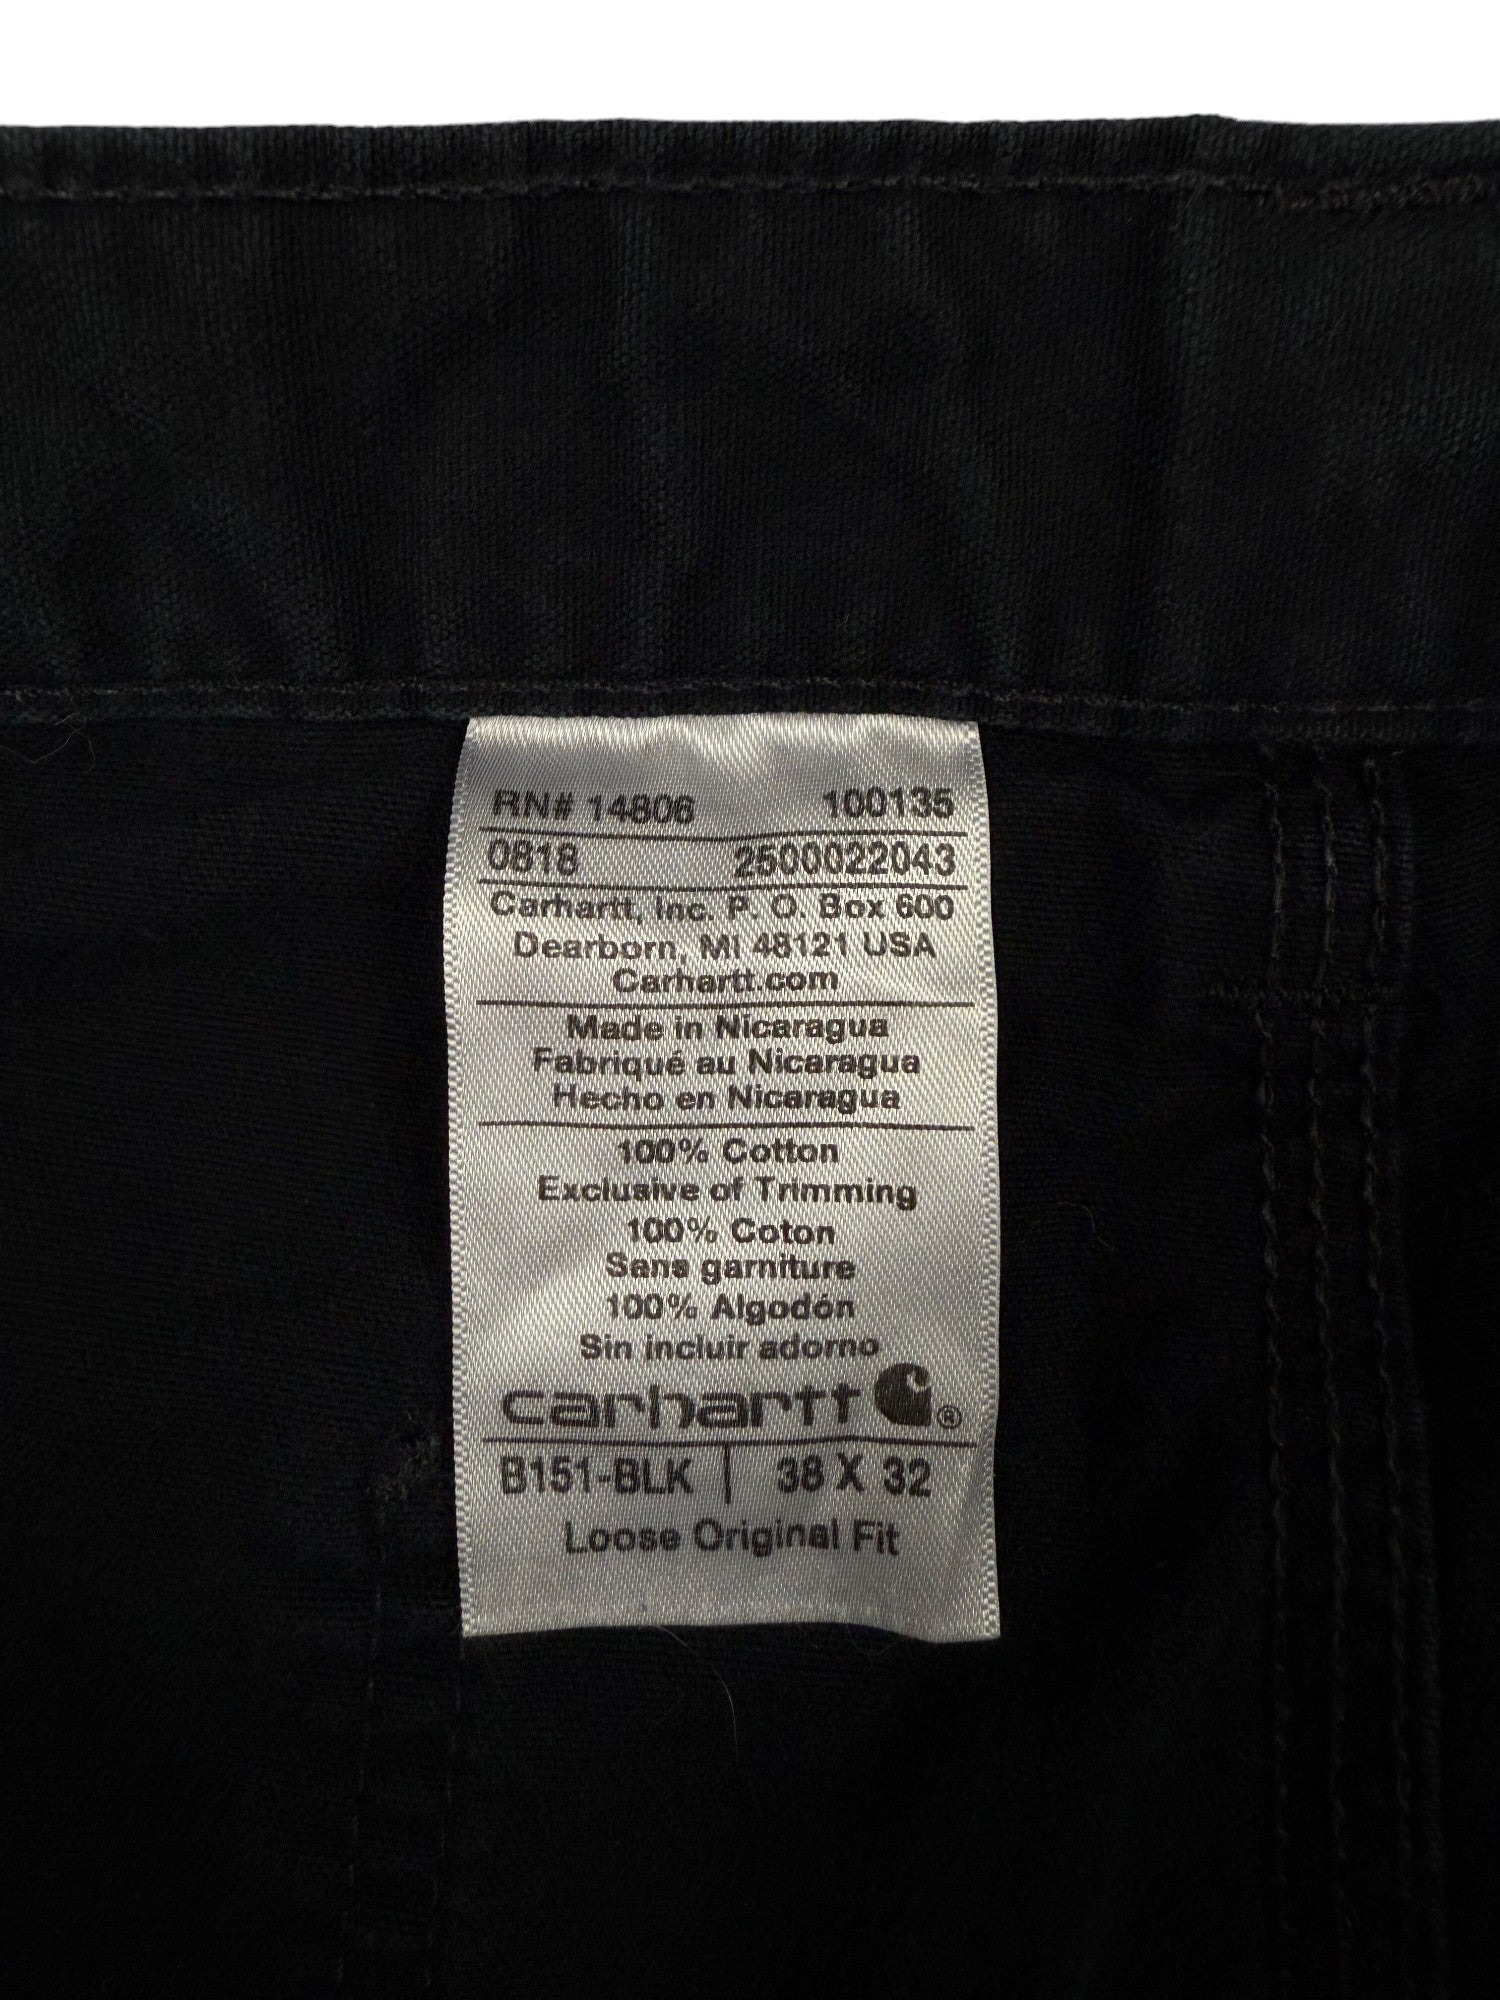 RN# 14806 100135
0818 2500022043
Carhartt, Inc. P. O. Box 600
Dearborn, MI 48121 USA
Carhartt.com
Made in Nicaragua
Fabriqué au Nicaragua
Hecho en Nicaragua
100% Cotton
Exclusive of Trimming
100% Coton
Sans garniture
100% Algodón
Sin incluir adorno
carhartt ®
B151-BLK | 38 X 32
Loose Original Fit